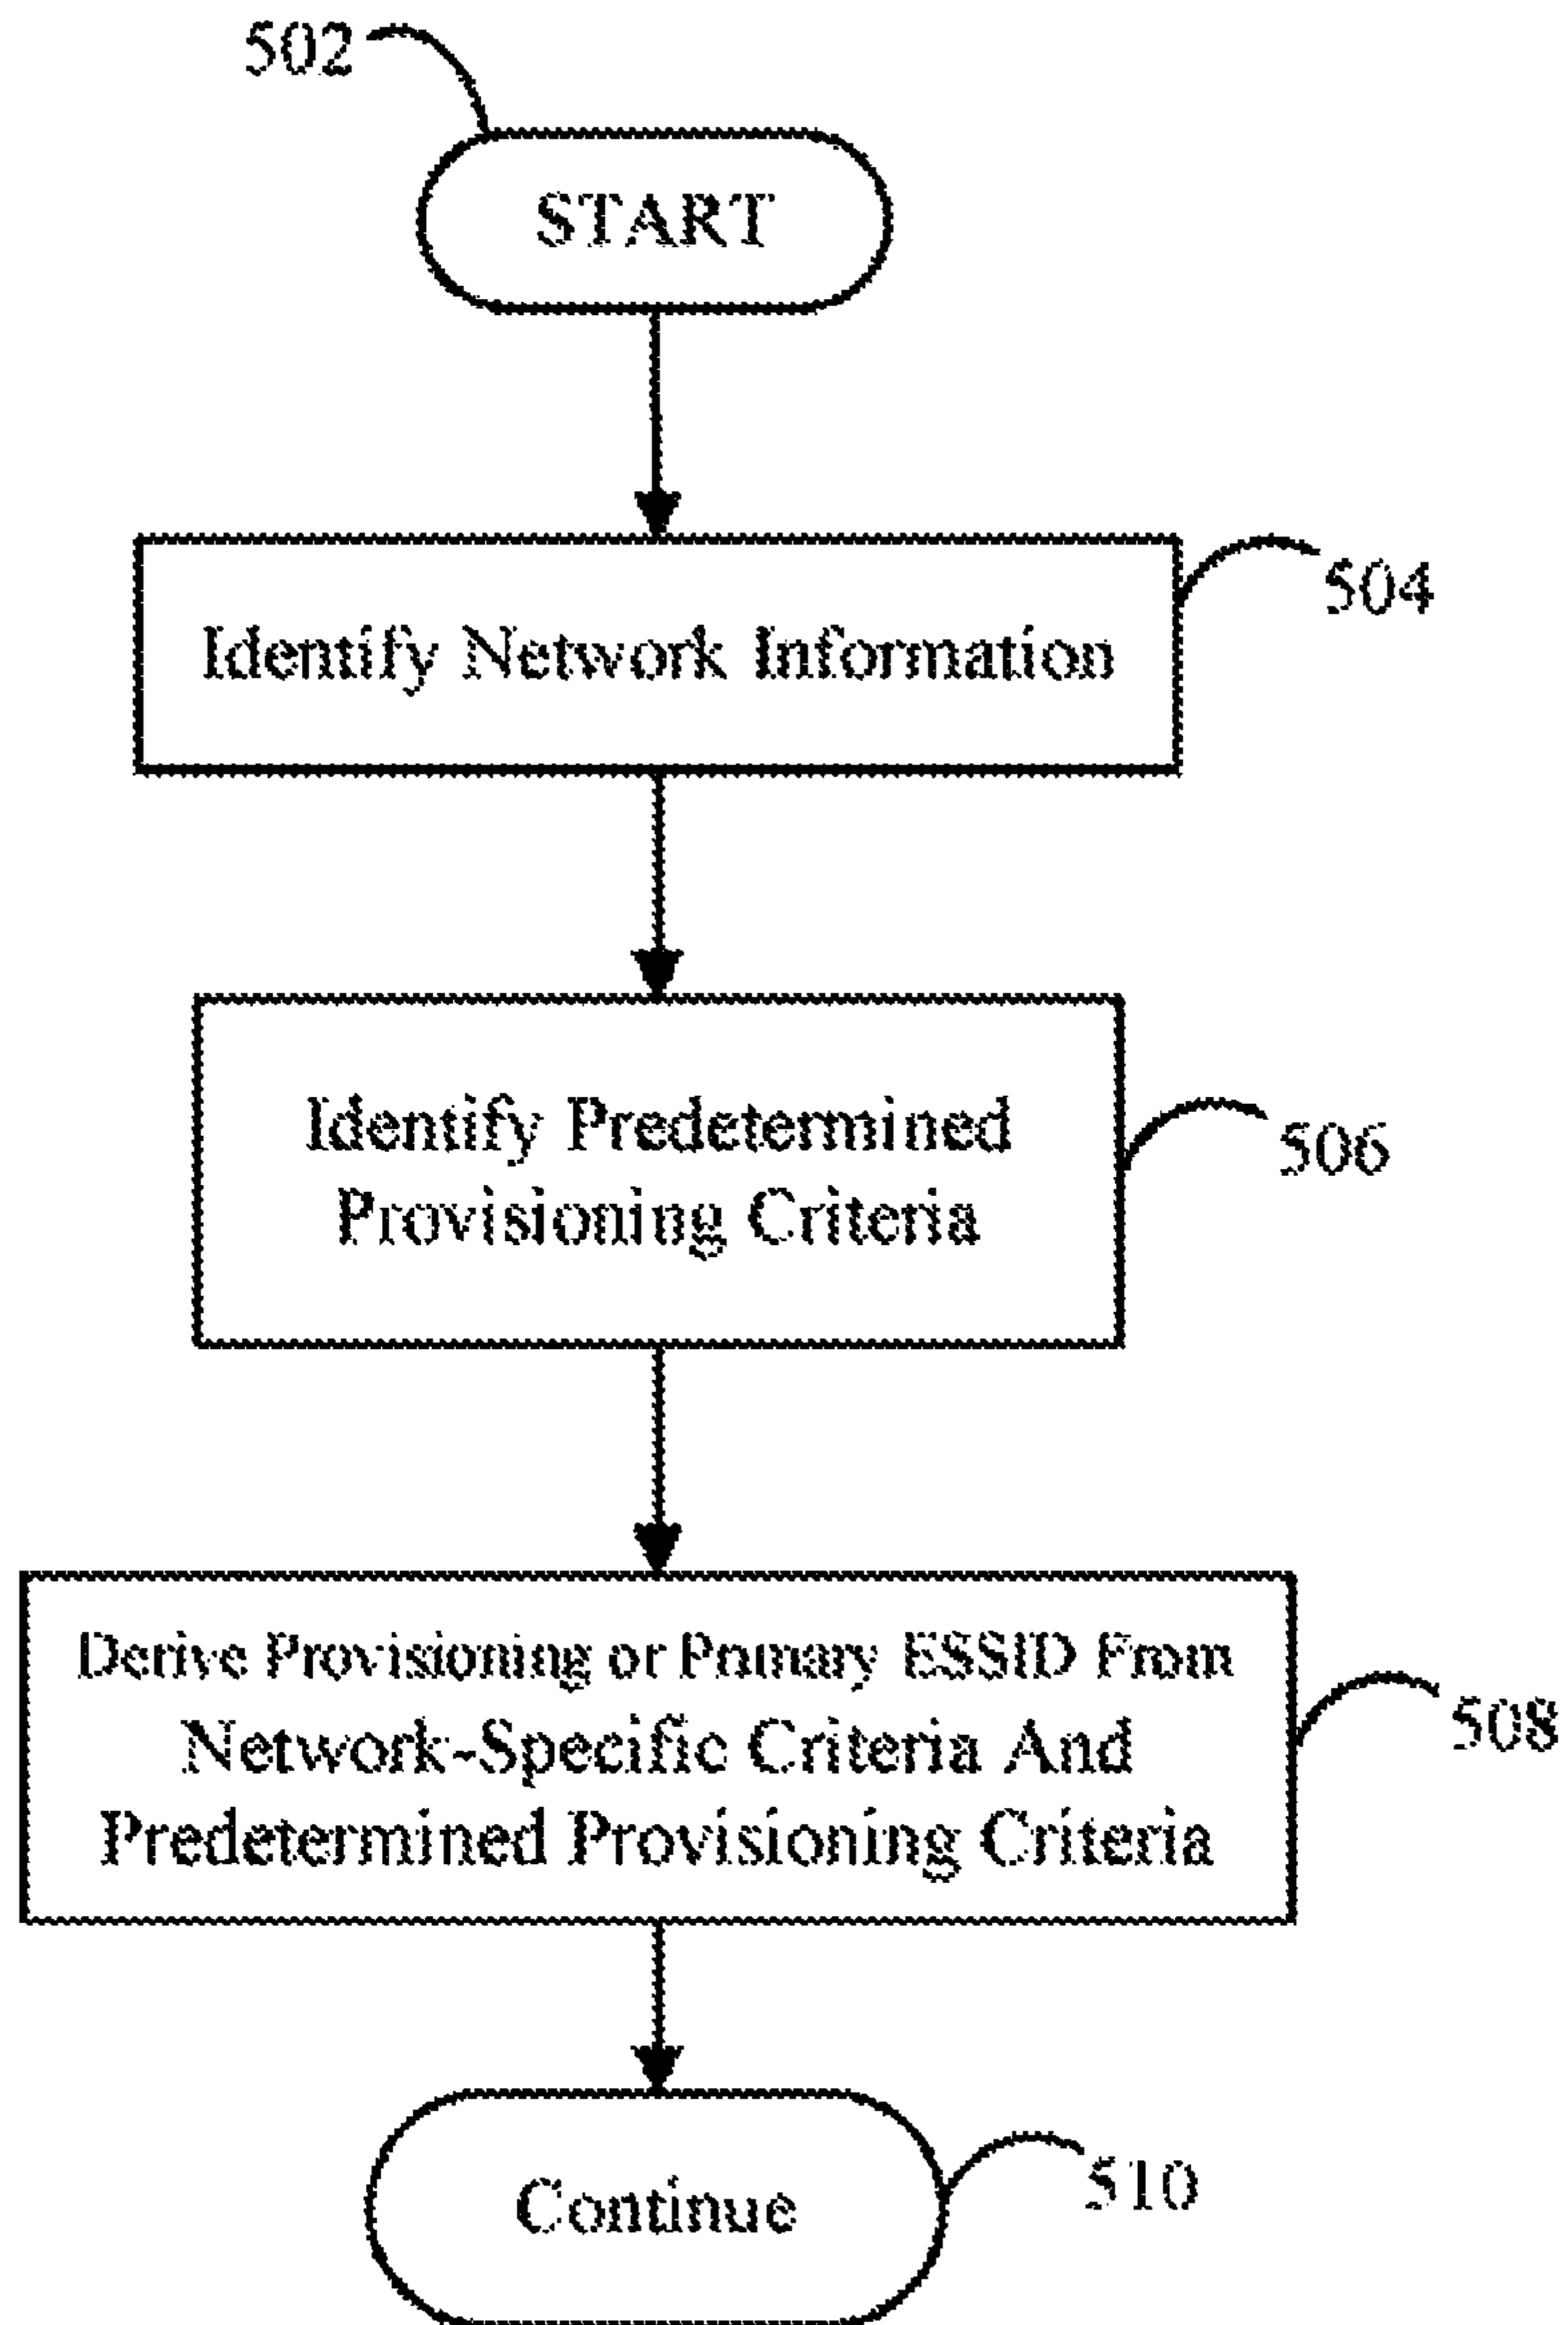 502
START
504
Identify Network Information
506
Identify Predetermined
Provisioning Criteria
Derive Provisioning or Primary ESSID From
Network-Specific Criteria And
Predetermined Provisioning Criteria
508
Continue
510